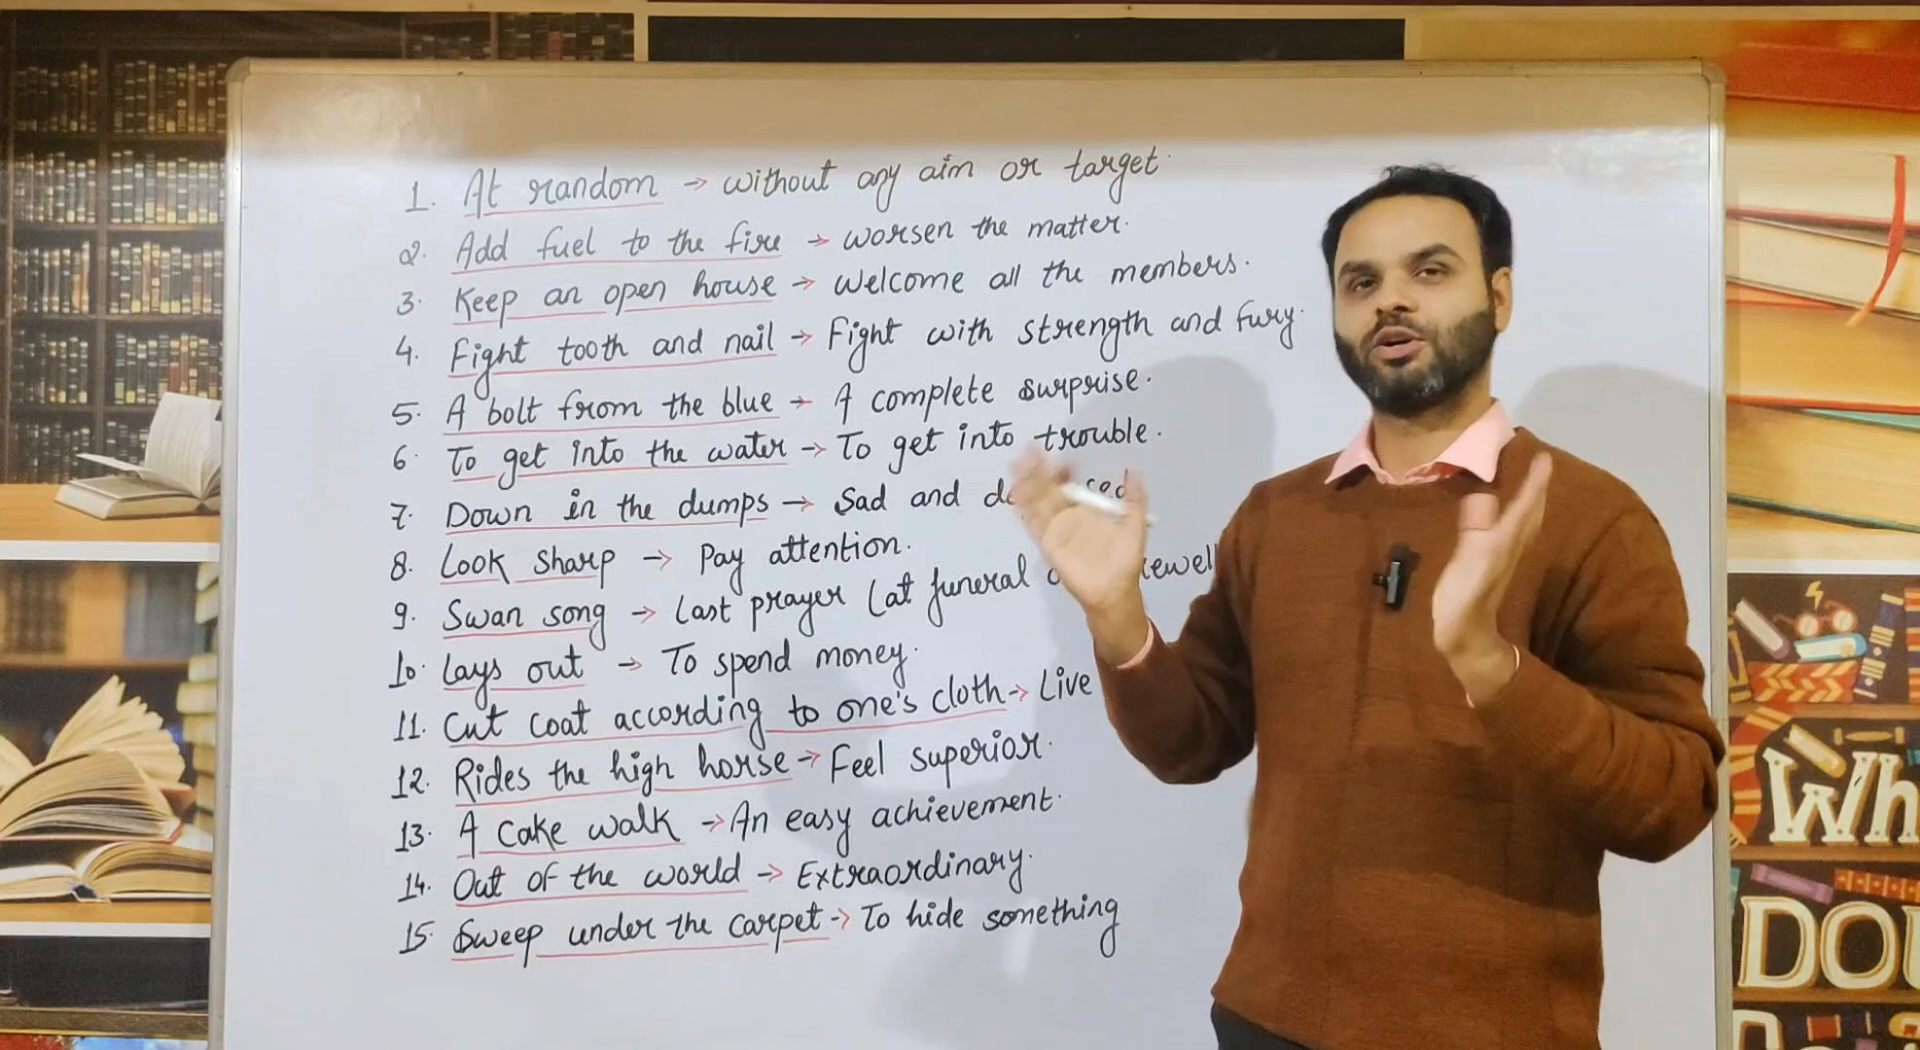 1. At random → without any aim or target.
2. Add fuel to the fire → worsen the matter.
3. Keep an open house → Welcome all the members.
4. Fight tooth and nail → Fight with strength and fury.
5. A bolt from the blue → A complete surprise.
6. To get into the water → To get into trouble.
7. Down in the dumps → Sad and
8. Look sharp → Pay attention.
9. Swan song → Last prayer (at funeral
10. Lays out → To spend money.
11. Cut coat according to one's cloth → Live
12. Rides the high horse → Feel superior.
13. A cake walk → An easy achievement.
14. Out of the world → Extraordinary.
15. Sweep under the carpet → To hide something
Wh
DOU